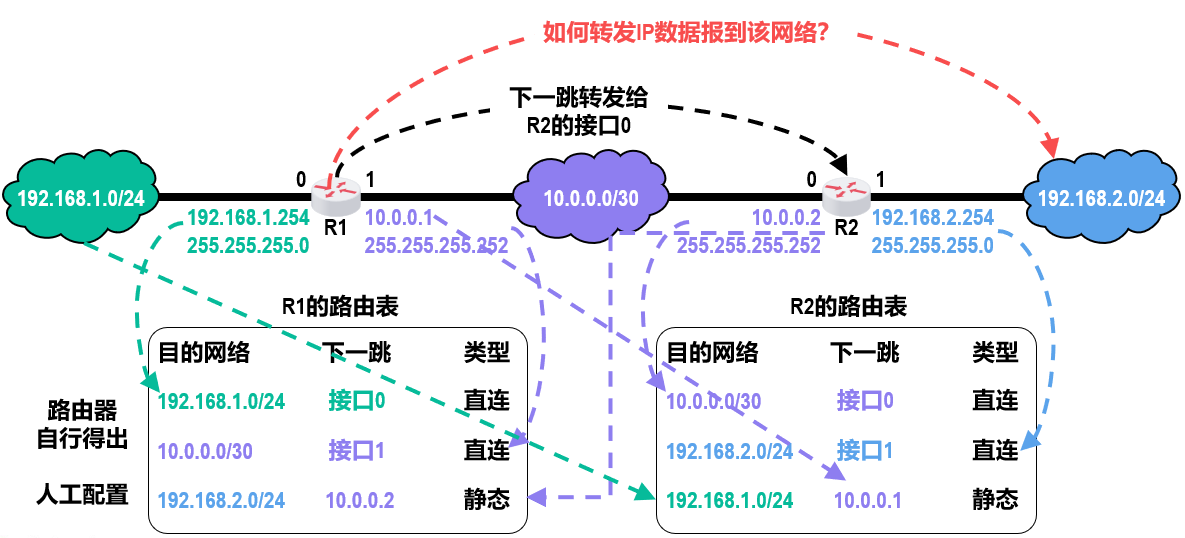 如何转发IP数据报到该网络？
下一跳转发给
R2的接口0
0
1
0
1
192.168.1.0/24
10.0.0.0/30
192.168.2.0/24
192.168.1.254
255.255.255.0
R1
10.0.0.1
255.255.255.252
10.0.0.2
255.255.255.252
R2
192.168.2.254
255.255.255.0
R1的路由表
目的网络 下一跳 类型
路由器
自行得出
192.168.1.0/24 接口0 直连
10.0.0.0/30 接口1 直连
人工配置
192.168.2.0/24 10.0.0.2 静态
R2的路由表
目的网络 下一跳 类型
10.0.0.0/30 接口0 直连
192.168.2.0/24 接口1 直连
192.168.1.0/24 10.0.0.1 静态